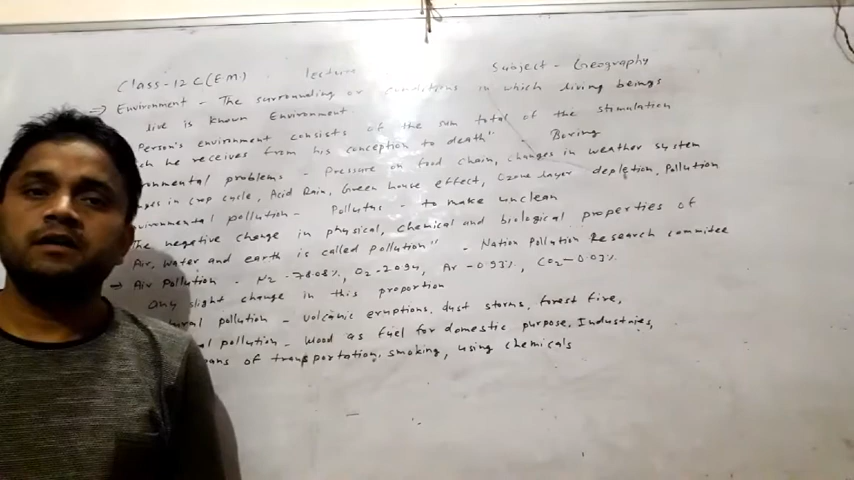 Class-12 C(E.M.) lecture Subject - Geography
⇒ Environment - The surrounding or conditions in which living beings
live is known Environment.
Person's environment consists of the sum total of the stimulation
he receives from his conception to death" Boring
problems - Pressure on food chain, changes in weather system
in crop cycle, Acid Rain, Green house effect, Ozone layer depletion, Pollution
pollution - - to make unclean
The negative change in physical, chemical and biological properties of
Air, water and earth is called pollution" - Nation Pollution Research commitee
→ Air pollution - N2 - 78.08%, O2 - Ar - 0.93%, CO2 - 0.03%
any slight change in this proportion
pollution - volcanic eruptions, dust storms, forest fire,
pollution - wood as fuel for domestic purpose, Industries,
of transportation, smoking, using chemicals